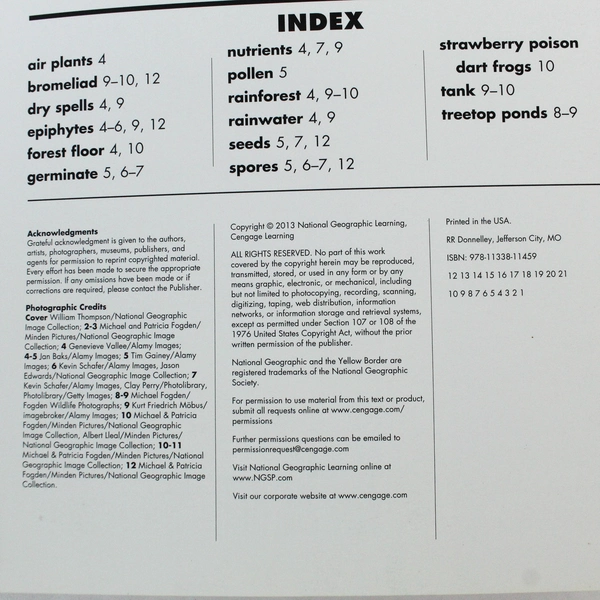 INDEX
air plants 4
bromeliad 9–10, 12
dry spells 4, 9
epiphytes 4–6, 9, 12
forest floor 4, 10
germinate 5, 6–7
nutrients 4, 7, 9
pollen 5
rainforest 4, 9–10
rainwater 4, 9
seeds 5, 7, 12
spores 5, 6–7, 12
strawberry poison
dart frogs 10
tank 9–10
treetop ponds 8–9
Acknowledgments
Grateful acknowledgment is given to the authors,
artists, photographers, museums, publishers, and
agents for permission to reprint copyrighted material.
Every effort has been made to secure the appropriate
permission. If any omissions have been made or if
corrections are required, please contact the Publisher.
Photographic Credits
Cover William Thompson/National Geographic
Image Collection; 2-3 Michael and Patricia Fogden/
Minden Pictures/National Geographic Image
Collection; 4 Genevieve Vallee/Alamy Images;
4-5 Jan Baks/Alamy Images; 5 Tim Gainey/Alamy
Images; 6 Kevin Schafer/Alamy Images, Jason
Edwards/National Geographic Image Collection; 7
Kevin Schafer/Alamy Images, Clay Perry/Photolibrary,
Photolibrary/Getty Images; 8-9 Michael Fogden/
Fogden Wildlife Photographs; 9 Kurt Friedrich Möbus/
imagebroker/Alamy Images; 10 Michael & Patricia
Fogden/Minden Pictures/National Geographic
Image Collection, Albert Lleal/Minden Pictures/
National Geographic Image Collection; 10-11
Michael & Patricia Fogden/Minden Pictures/National
Geographic Image Collection; 12 Michael & Patricia
Fogden/Minden Pictures/National Geographic Image
Collection.
Copyright © 2013 National Geographic Learning,
Cengage Learning
ALL RIGHTS RESERVED. No part of this work
covered by the copyright herein may be reproduced,
transmitted, stored, or used in any form or by any
means graphic, electronic, or mechanical, including
but not limited to photocopying, recording, scanning,
digitizing, taping, web distribution, information
networks, or information storage and retrieval systems,
except as permitted under Section 107 or 108 of the
1976 United States Copyright Act, without the prior
written permission of the publisher.
National Geographic and the Yellow Border are
registered trademarks of the National Geographic
Society.
For permission to use material from this text or product,
submit all requests online at www.cengage.com/
permissions
Further permissions questions can be emailed to
permissionrequest@cengage.com
Visit National Geographic Learning online at
www.NGSP.com
Visit our corporate website at www.cengage.com
Printed in the USA.
RR Donnelley, Jefferson City, MO
ISBN: 978-11338-11459
12 13 14 15 16 17 18 19 20 21
10 9 8 7 6 5 4 3 2 1